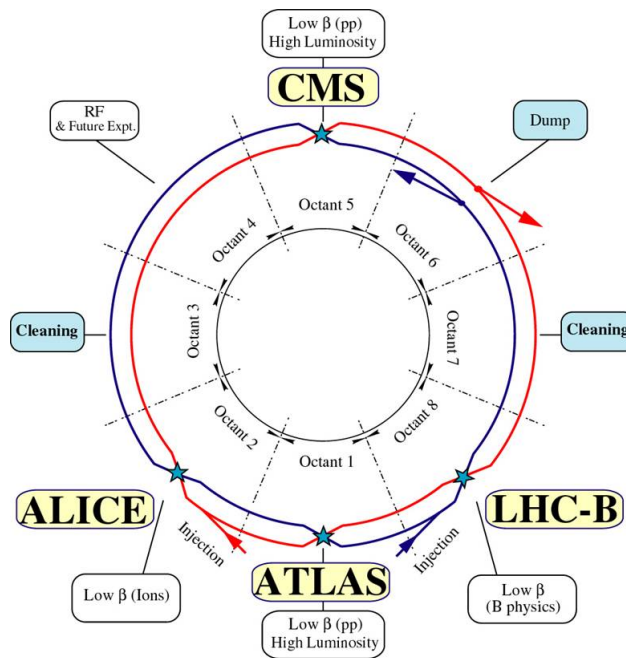 Low β (pp)
High Luminosity
CMS
RF
& Future Expt.
Dump
Octant 5
Octant 4
Octant 6
Cleaning
Octant 3
Octant 7
Cleaning
Octant 2
Octant 8
Octant 1
ALICE
LHC-B
Injection
Injection
ATLAS
Low β (Ions)
Low β
(B physics)
Low β (pp)
High Luminosity